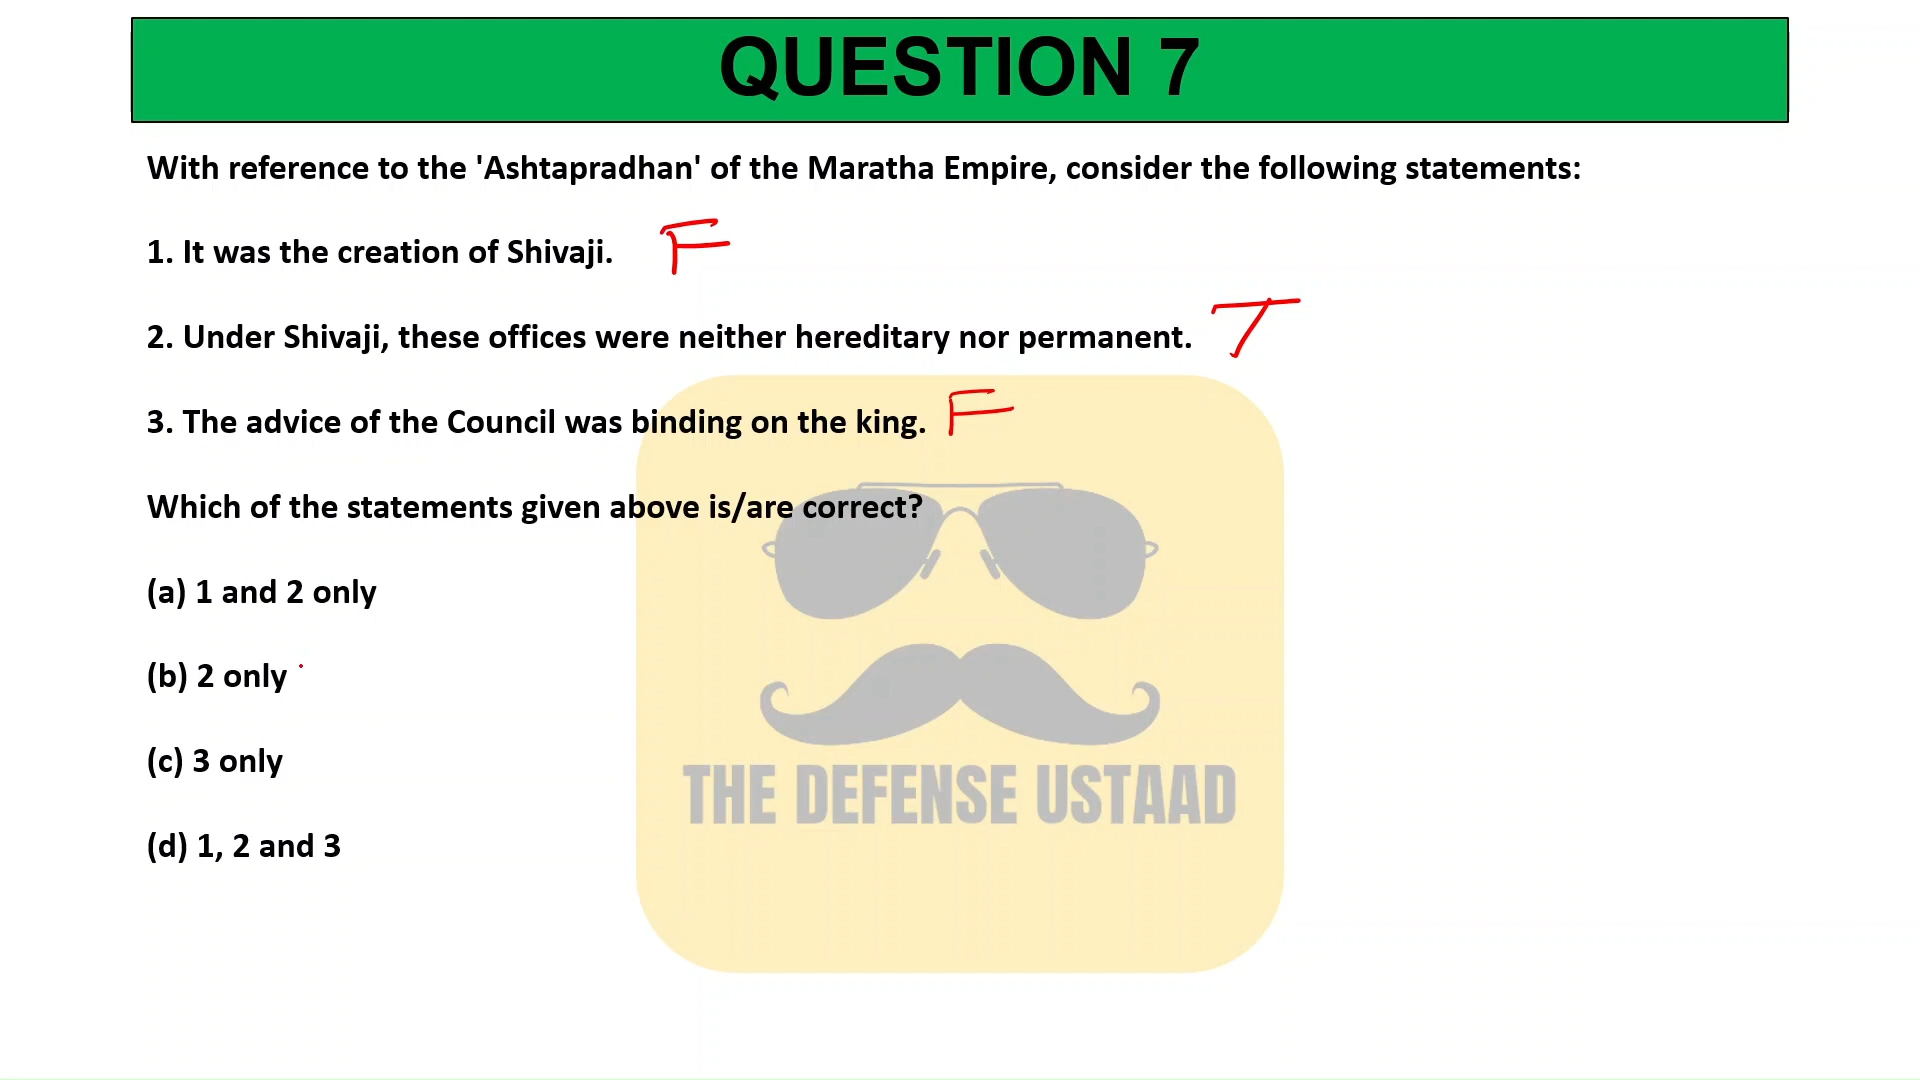 QUESTION 7
With reference to the 'Ashtapradhan' of the Maratha Empire, consider the following statements:
1. It was the creation of Shivaji. F
2. Under Shivaji, these offices were neither hereditary nor permanent. T
3. The advice of the Council was binding on the king. F
Which of the statements given above is/are correct?
(a) 1 and 2 only
(b) 2 only
(c) 3 only
THE DEFENSE USTAAD
(d) 1, 2 and 3